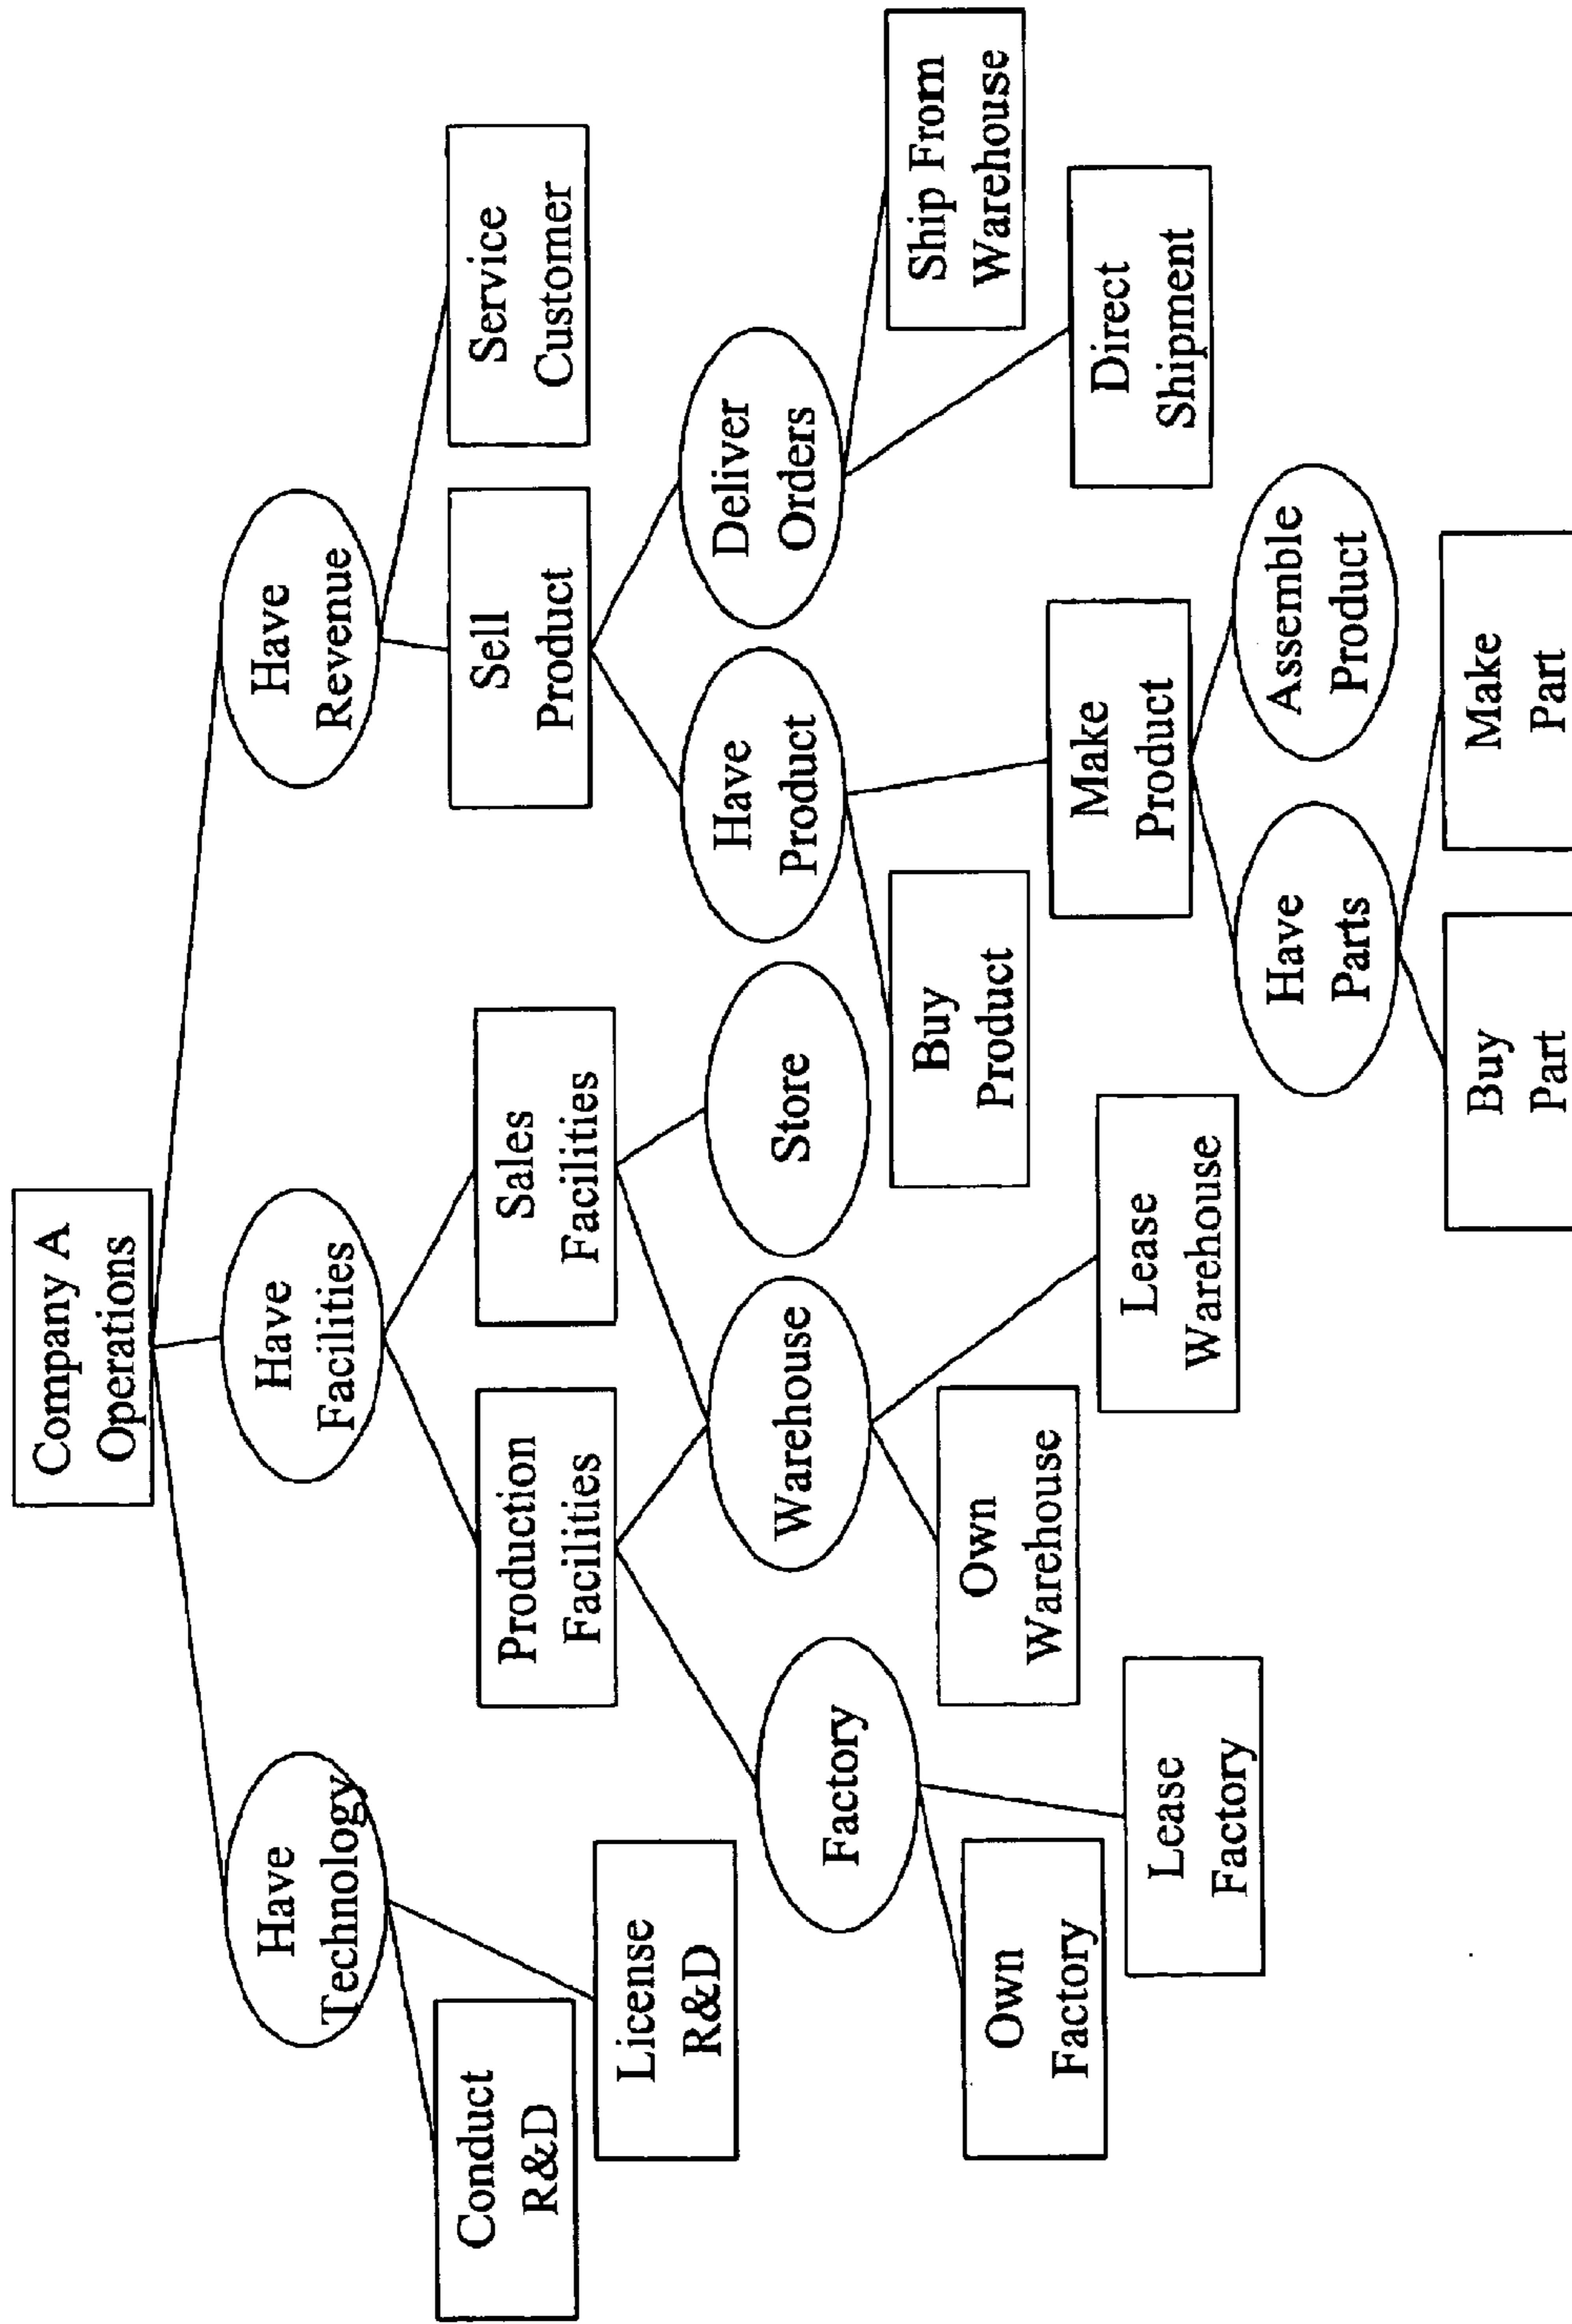 Company A
Operations
Have
Technology
Have
Facilities
Have
Revenue
Conduct
R&D
License
R&D
Production
Facilities
Sales
Facilities
Sell
Product
Service
Customer
Factory
Warehouse
Store
Have
Product
Deliver
Orders
Own
Factory
Lease
Factory
Own
Warehouse
Lease
Warehouse
Buy
Product
Make
Product
Direct
Shipment
Ship From
Warehouse
Have
Parts
Assemble
Product
Buy
Part
Make
Part